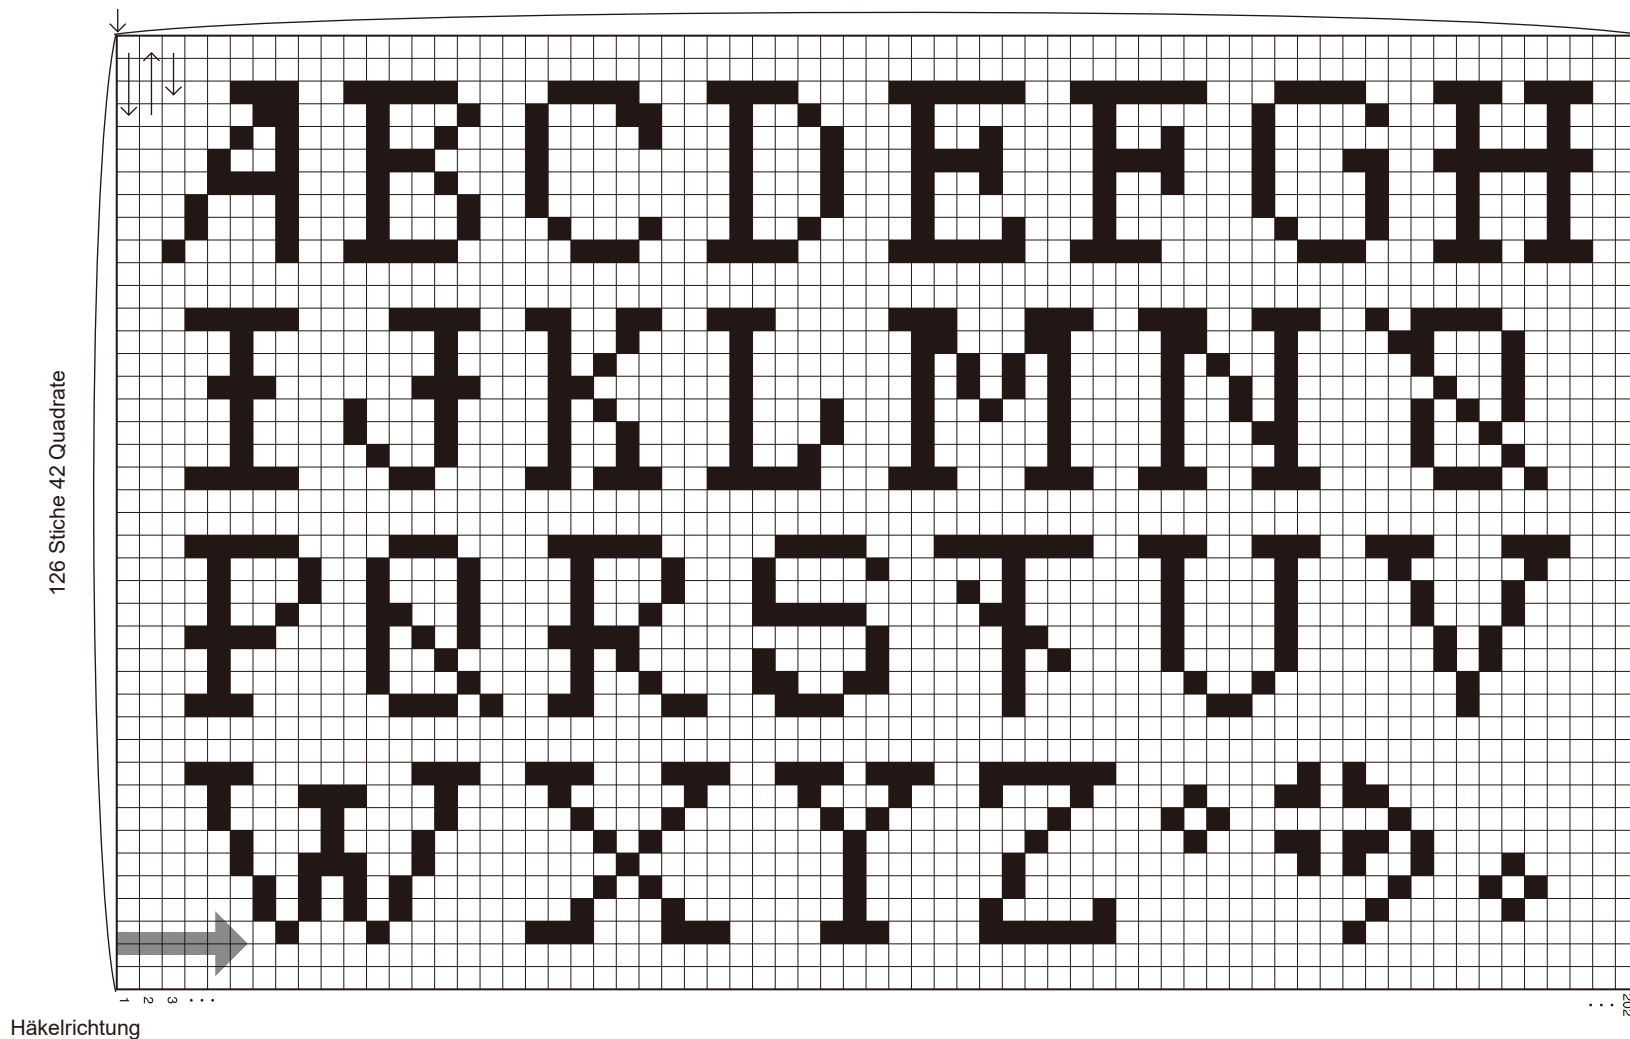 ABCDEFGH
IJKLMNO
PQRSTUV
WXYZ
126 Stiche 42 Quadrate
1 2 3 ... ... 202
Häkelrichtung